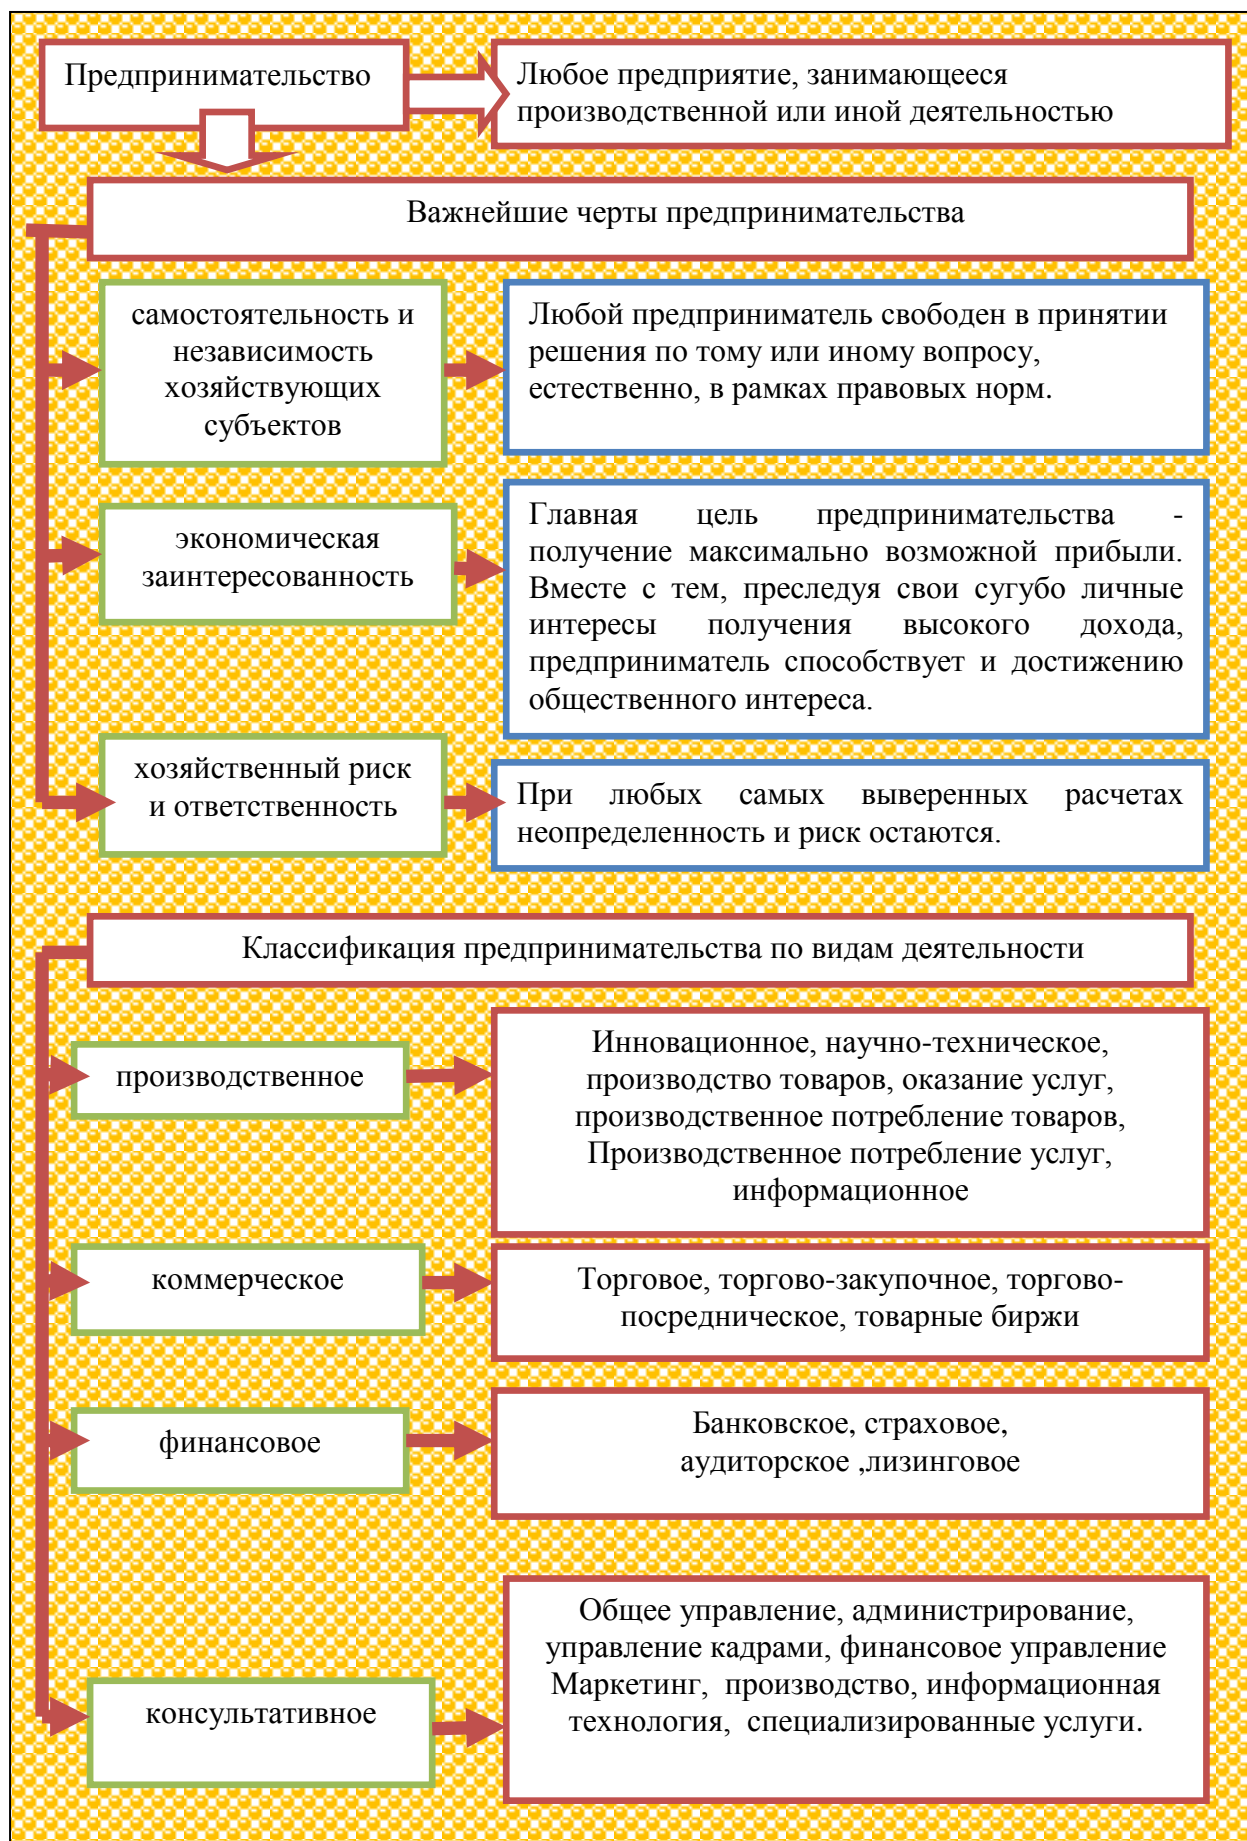 Предпринимательство
Любое предприятие, занимающееся
производственной или иной деятельностью
Важнейшие черты предпринимательства
самостоятельность и
независимость
хозяйствующих
субъектов
Любой предприниматель свободен в принятии
решения по тому или иному вопросу,
естественно, в рамках правовых норм.
экономическая
заинтересованность
Главная цель предпринимательства -
получение максимально возможной прибыли.
Вместе с тем, преследуя свои сугубо личные
интересы получения высокого дохода,
предприниматель способствует и достижению
общественного интереса.
хозяйственный риск
и ответственность
При любых самых выверенных расчетах
неопределенность и риск остаются.
Классификация предпринимательства по видам деятельности
производственное
Инновационное, научно-техническое,
производство товаров, оказание услуг,
производственное потребление товаров,
Производственное потребление услуг,
информационное
коммерческое
Торговое, торгово-закупочное, торгово-
посредническое, товарные биржи
финансовое
Банковское, страховое,
аудиторское ,лизинговое
консультативное
Общее управление, администрирование,
управление кадрами, финансовое управление
Маркетинг,  производство, информационная
технология,  специализированные услуги.